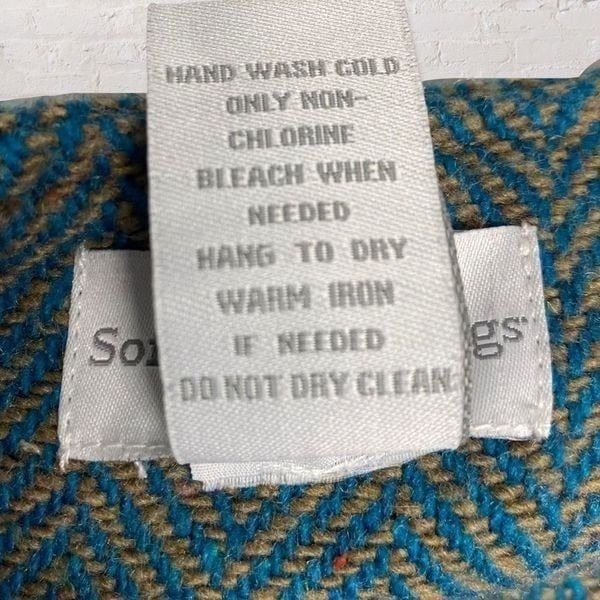 HAND WASH COLD
ONLY NON-
CHLORINE
BLEACH WHEN
NEEDED
HANG TO DRY
WARM IRON
IF NEEDED
DO NOT DRY CLEAN